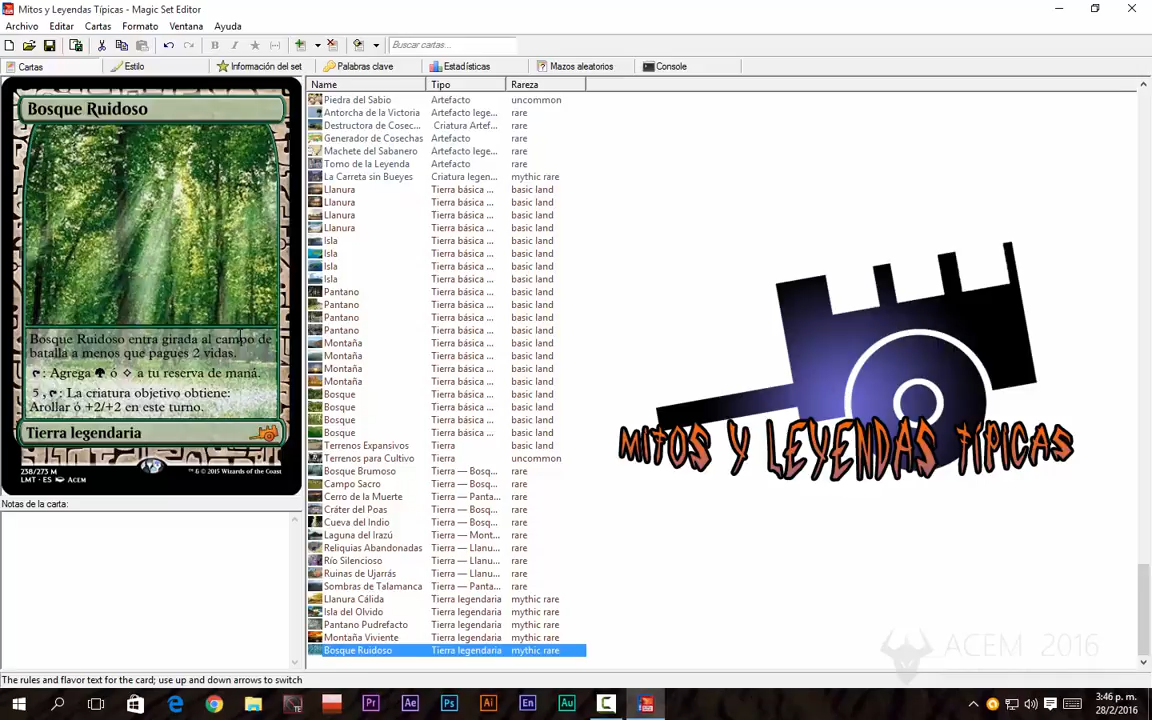 Mitos y Leyendas Típicas - Magic Set Editor
Archivo Editar Cartas Formato Ventana Ayuda
B I Buscar cartas...
Cartas Estilo Información del set Palabras clave Estadísticas Mazos aleatorios Console
Bosque Ruidoso
Bosque Ruidoso entra girada al campo de
batalla a menos que pagues 2 vidas.
: Agrega ó a tu reserva de maná.
5 , : La criatura objetivo obtiene:
Arollar ó +2/+2 en este turno.
Tierra legendaria
238/273 M
™ & © 2015 Wizards of the Coast
LMT · ES ACEM
Notas de la carta:
Name Tipo Rareza
Piedra del Sabio Artefacto uncommon
Antorcha de la Victoria Artefacto lege... rare
Destructora de Cosec... Criatura Artef... rare
Generador de Cosechas Artefacto rare
Machete del Sabanero Artefacto lege... rare
Tomo de la Leyenda Artefacto rare
La Carreta sin Bueyes Criatura legen... mythic rare
Llanura Tierra básica ... basic land
Llanura Tierra básica ... basic land
Llanura Tierra básica ... basic land
Llanura Tierra básica ... basic land
Isla Tierra básica ... basic land
Isla Tierra básica ... basic land
Isla Tierra básica ... basic land
Isla Tierra básica ... basic land
Pantano Tierra básica ... basic land
Pantano Tierra básica ... basic land
Pantano Tierra básica ... basic land
Pantano Tierra básica ... basic land
Montaña Tierra básica ... basic land
Montaña Tierra básica ... basic land
Montaña Tierra básica ... basic land
Montaña Tierra básica ... basic land
Bosque Tierra básica ... basic land
Bosque Tierra básica ... basic land
Bosque Tierra básica ... basic land
Bosque Tierra básica ... basic land
Terrenos Expansivos Tierra basic land
Terrenos para Cultivo Tierra uncommon
Bosque Brumoso Tierra — Bosq... rare
Campo Sacro Tierra — Bosq... rare
Cerro de la Muerte Tierra — Panta... rare
Cráter del Poas Tierra — Bosq... rare
Cueva del Indio Tierra — Bosq... rare
Laguna del Irazú Tierra — Mont... rare
Reliquias Abandonadas Tierra — Llanu... rare
Río Silencioso Tierra — Llanu... rare
Ruinas de Ujarrás Tierra — Llanu... rare
Sombras de Talamanca Tierra — Panta... rare
Llanura Cálida Tierra legendaria mythic rare
Isla del Olvido Tierra legendaria mythic rare
Pantano Pudrefacto Tierra legendaria mythic rare
Montaña Viviente Tierra legendaria mythic rare
Bosque Ruidoso Tierra legendaria mythic rare
MITOS Y LEYENDAS TÍPICAS
ACEM 2016
The rules and flavor text for the card; use up and down arrows to switch
TE Pr Ae Ps Ai En Au
3:46 p. m.
28/2/2016